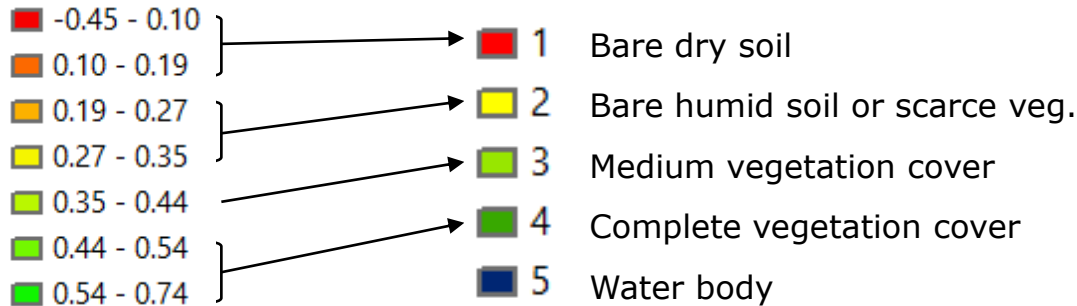 -0.45 - 0.10
0.10 - 0.19
0.19 - 0.27
0.27 - 0.35
0.35 - 0.44
0.44 - 0.54
0.54 - 0.74
1 Bare dry soil
2 Bare humid soil or scarce veg.
3 Medium vegetation cover
4 Complete vegetation cover
5 Water body